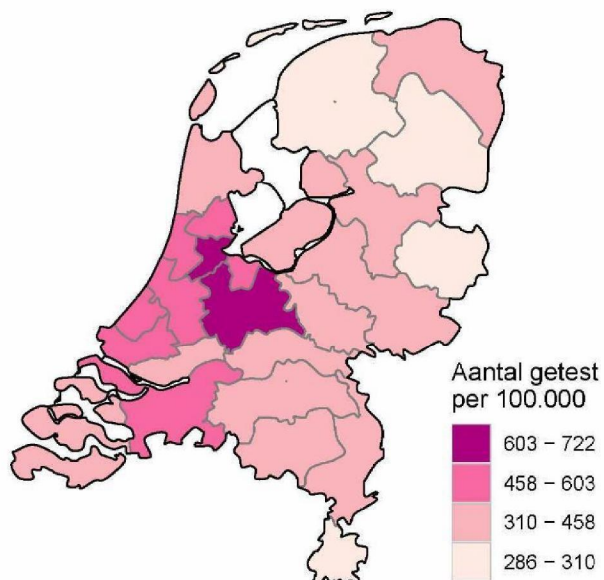 Aantal getest
per 100.000
603 – 722
458 – 603
310 – 458
286 – 310